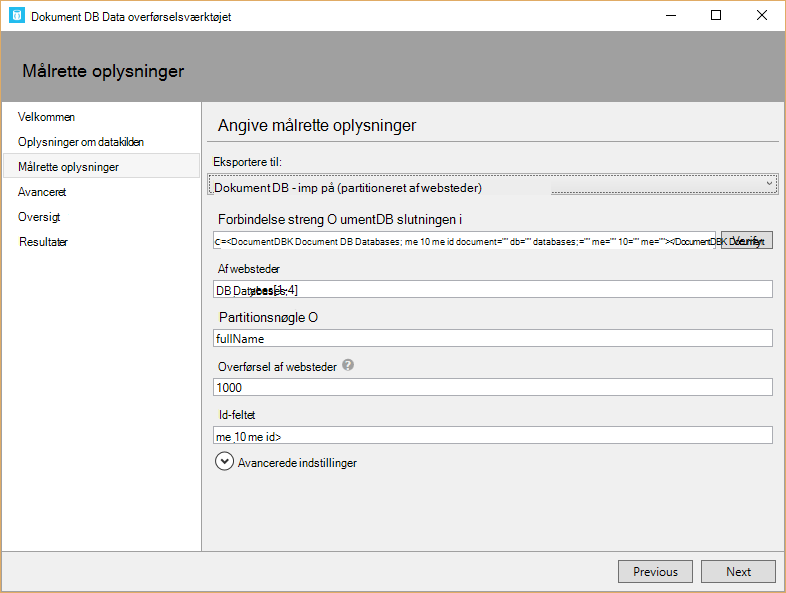 Dokument DB Data overførselsværktøjet
Målrette oplysninger
Velkommen
Oplysninger om datakilden
Målrette oplysninger
Avanceret
Oversigt
Resultater
Angive målrette oplysninger
Eksportere til:
Dokument DB - imp på (partitioneret af websteder)
Forbindelse streng O umentDB slutningen i
C=<DocumentDBK Document DB Databases; me 10 me id document="" db="" databases;="" me="" 10="" me=""></DocumentDBK Document
Verify
Af websteder
DB Databases;
Partitionsnøgle O
fullName
Overførsel af websteder
1000
Id-feltet
me 10 me id>
Avancerede indstillinger
Previous
Next